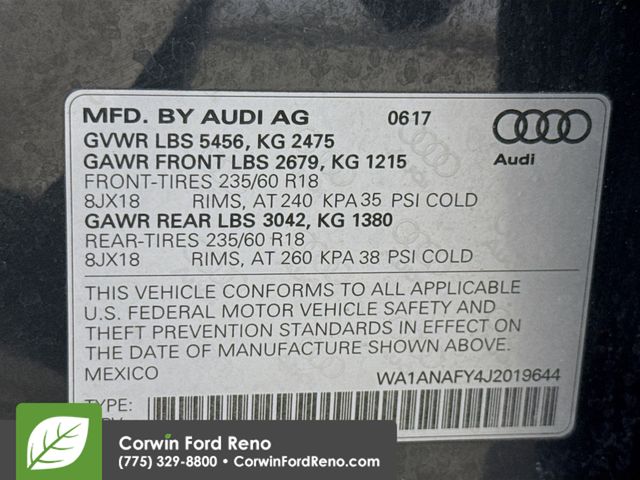 MFD. BY AUDI AG 0617
GVWR LBS 5456, KG 2475
GAWR FRONT LBS 2679, KG 1215
Audi
FRONT-TIRES 235/60 R18
8JX18 RIMS, AT 240 KPA 35 PSI COLD
GAWR REAR LBS 3042, KG 1380
REAR-TIRES 235/60 R18
8JX18 RIMS, AT 260 KPA 38 PSI COLD
THIS VEHICLE CONFORMS TO ALL APPLICABLE
U.S. FEDERAL MOTOR VEHICLE SAFETY AND
THEFT PREVENTION STANDARDS IN EFFECT ON
THE DATE OF MANUFACTURE SHOWN ABOVE.
MEXICO WA1ANAFY4J2019644
TYPE:
Corwin Ford Reno
(775) 329-8800 • CorwinFordReno.com